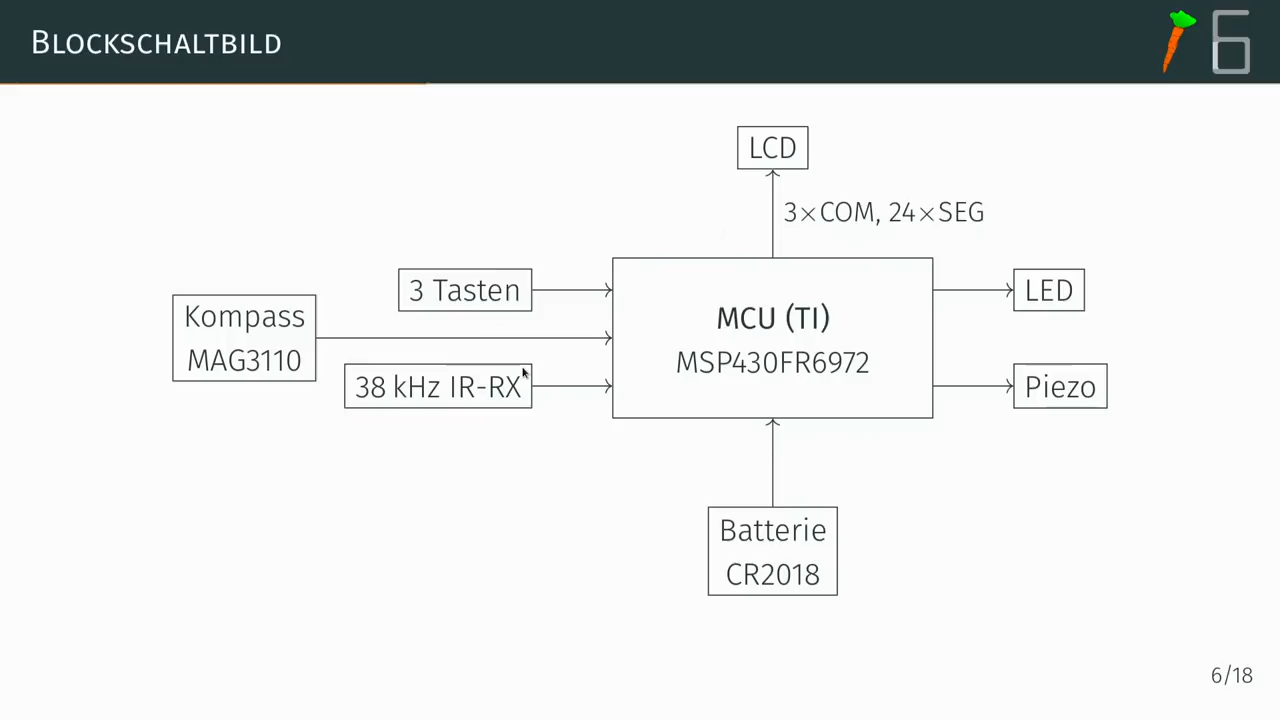 Blockschaltbild
6
LCD
3×COM, 24×SEG
3 Tasten
Kompass
MAG3110
38 kHz IR-RX
MCU (TI)
MSP430FR6972
LED
Piezo
Batterie
CR2018
6/18